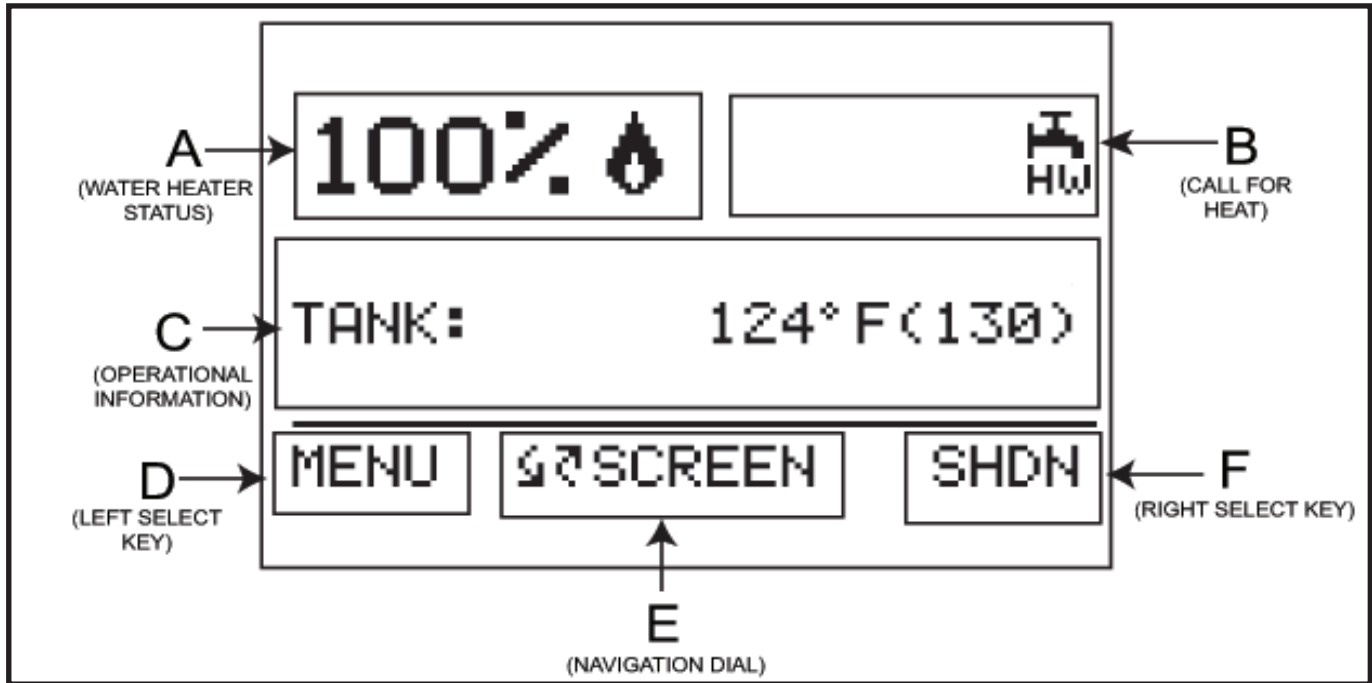 100%
HW
A
(WATER HEATER
STATUS)
B
(CALL FOR
HEAT)
TANK: 124°F(130)
C
(OPERATIONAL
INFORMATION)
MENU SCREEN SHDN
D
(LEFT SELECT
KEY)
F
(RIGHT SELECT KEY)
E
(NAVIGATION DIAL)